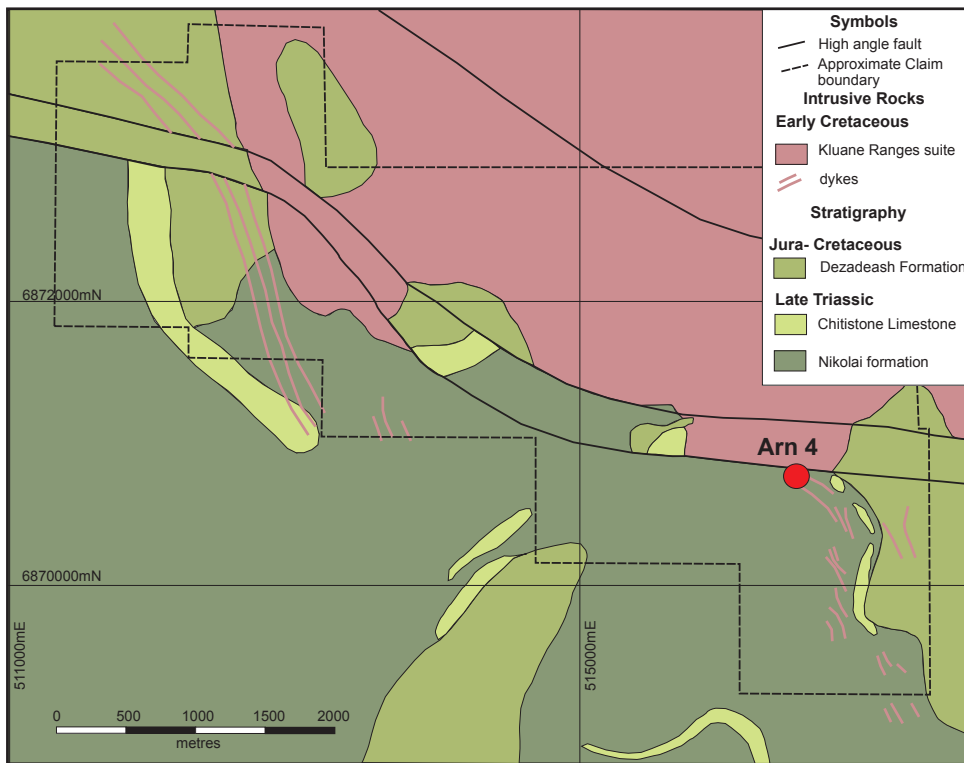 Symbols
High angle fault
Approximate Claim
boundary
Intrusive Rocks
Early Cretaceous
Kluane Ranges suite
dykes
Stratigraphy
Jura- Cretaceous
Dezadeash Formation
Late Triassic
Chitistone Limestone
Nikolai formation
6872000mN
Arn 4
6870000mN
511000mE
515000mE
0 500 1000 1500 2000
metres